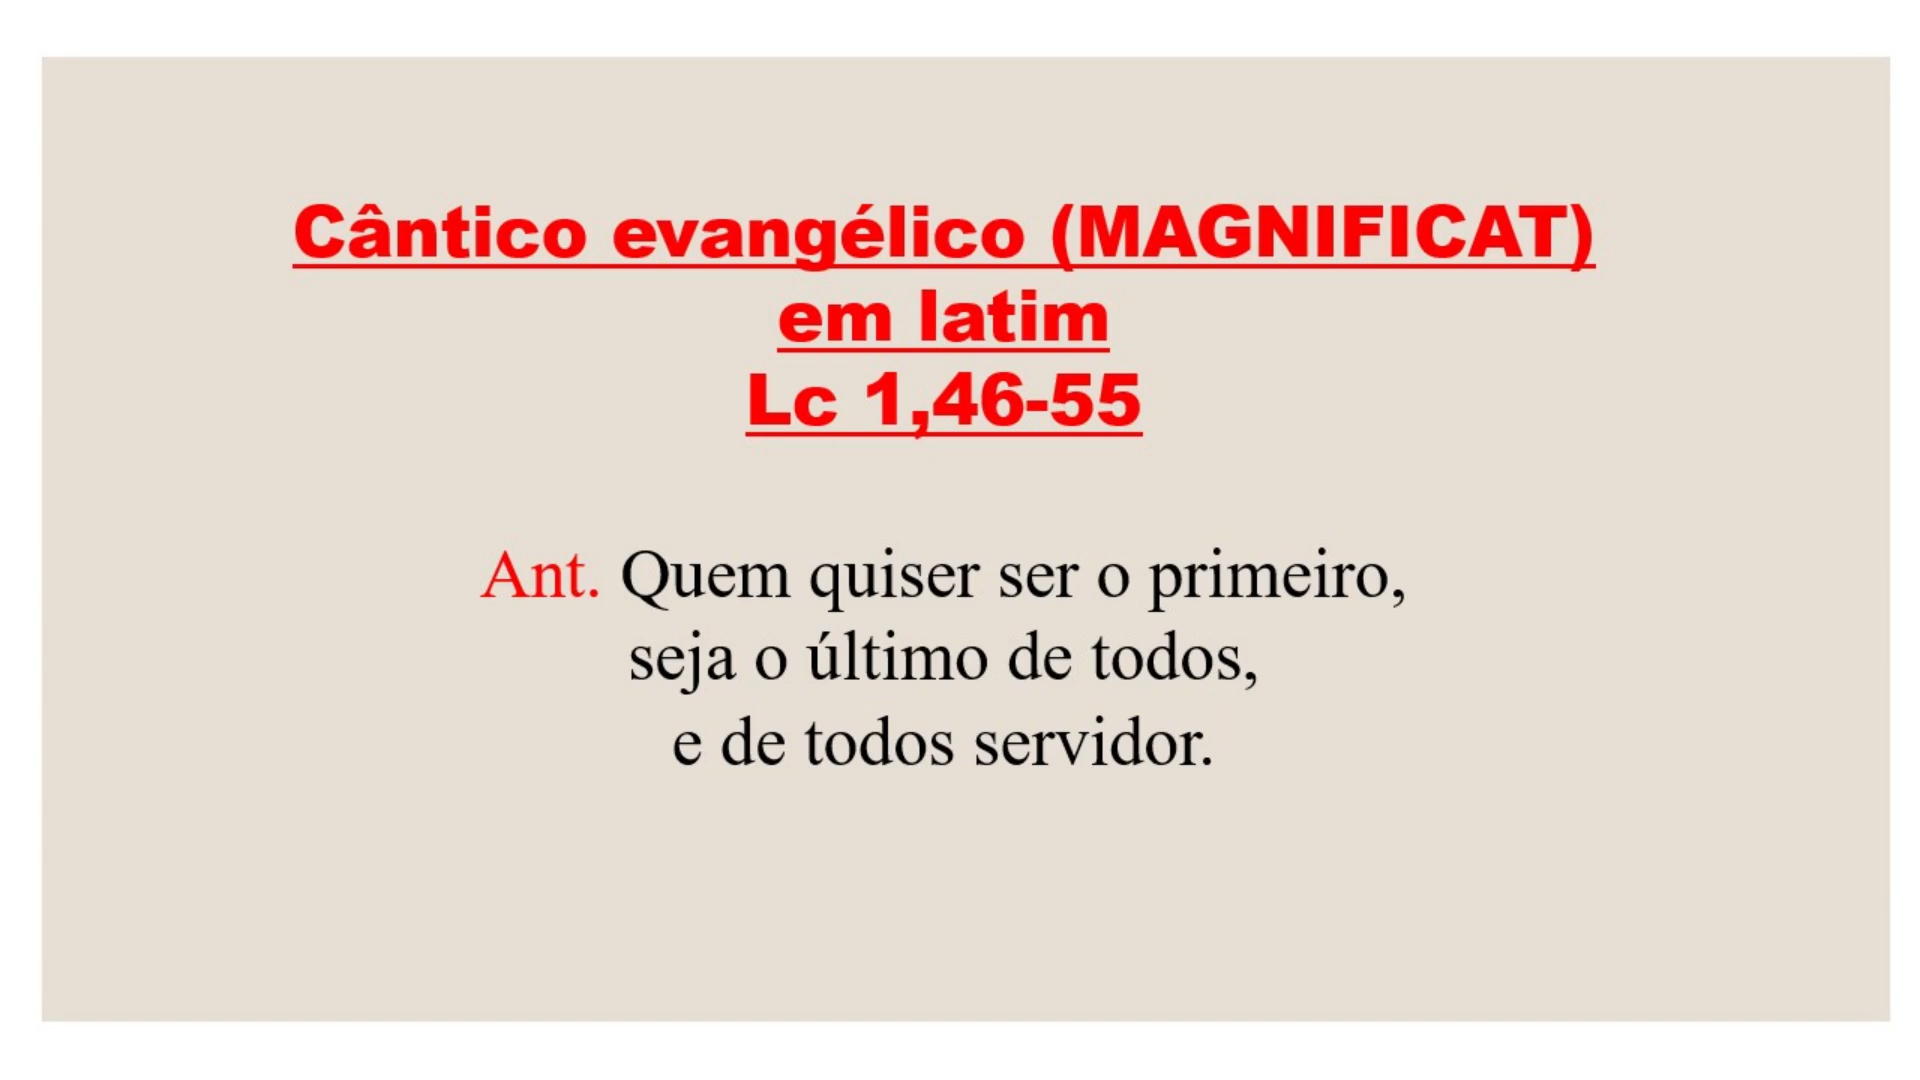 Cântico evangélico (MAGNIFICAT)
em latim
Lc 1,46-55
Ant. Quem quiser ser o primeiro,
seja o último de todos,
e de todos servidor.